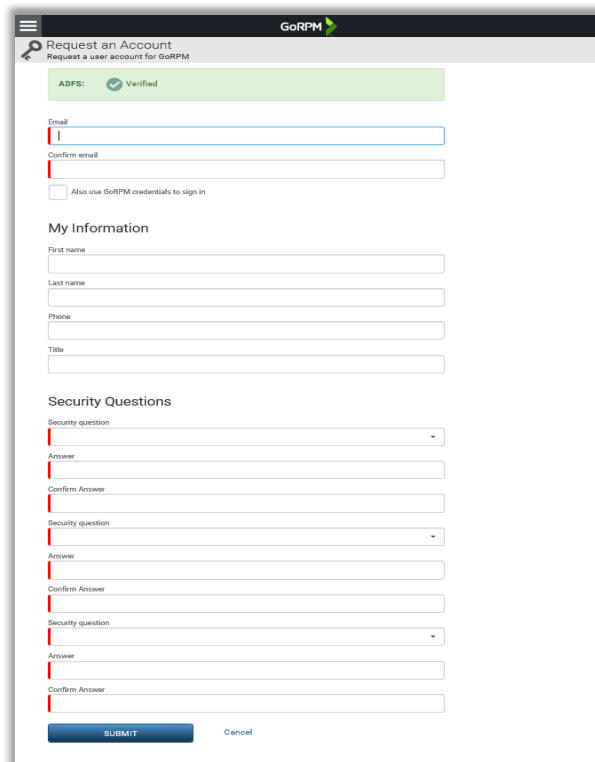 GoRPM
Request an Account
Request a user account for GoRPM
ADFS: Verified
Email
Confirm email
Also use GoRPM credentials to sign in
My Information
First name
Last name
Phone
Title
Security Questions
Security question
Answer
Confirm Answer
Security question
Answer
Confirm Answer
Security question
Answer
Confirm Answer
SUBMIT Cancel